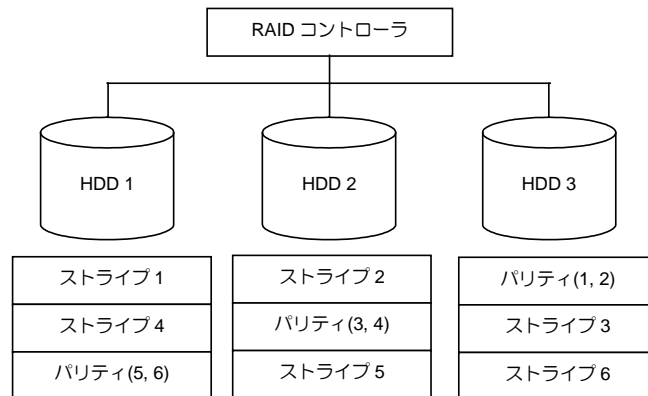 RAID コントローラ
HDD 1
HDD 2
HDD 3
ストライプ 1
ストライプ 2
パリティ(1, 2)
ストライプ 4
パリティ(3, 4)
ストライプ 3
パリティ(5, 6)
ストライプ 5
ストライプ 6